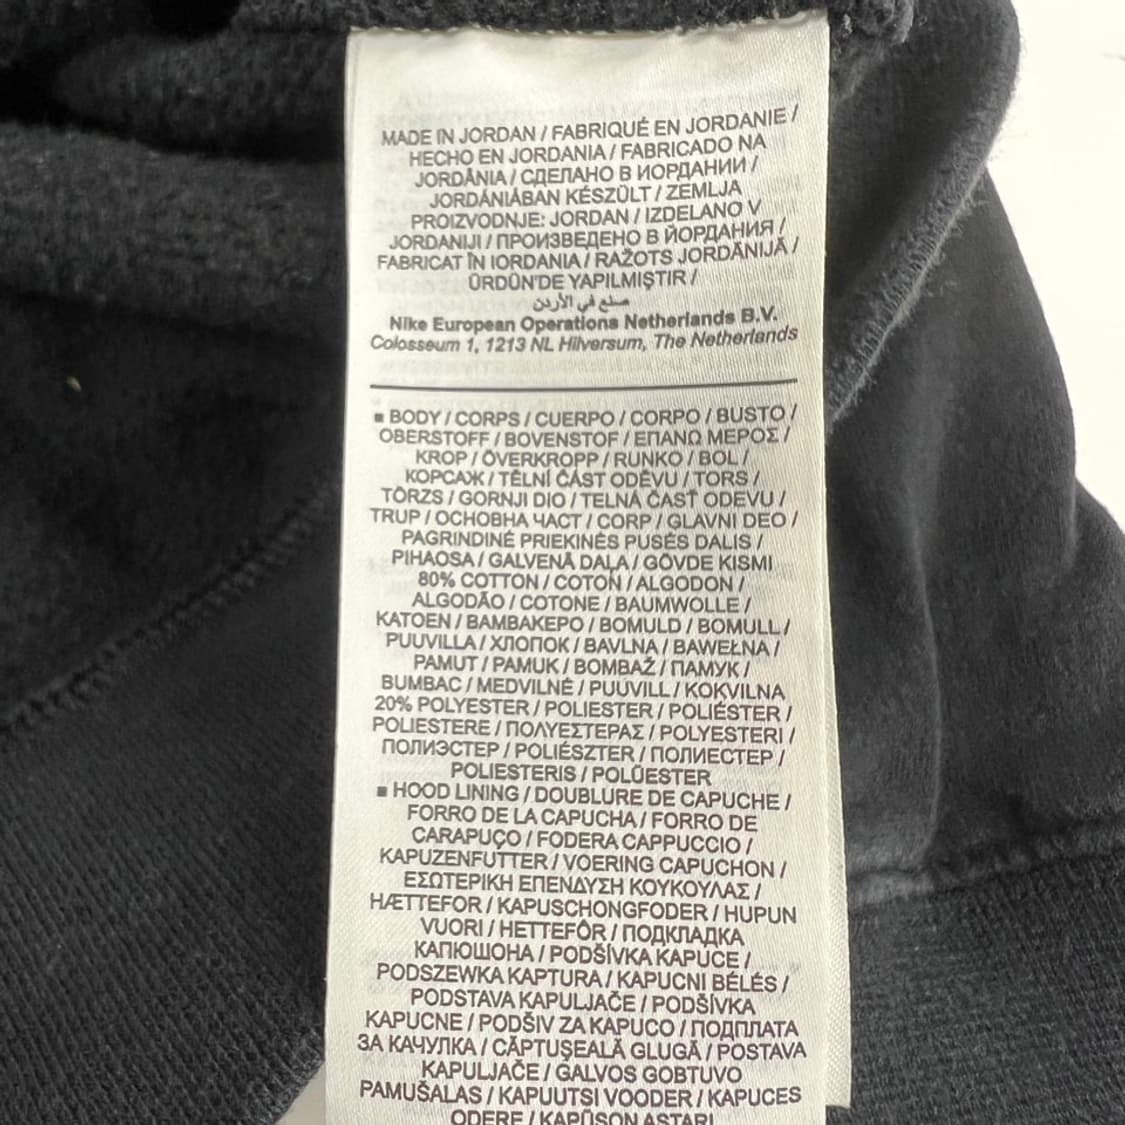 MADE IN JORDAN / FABRIQUÉ EN JORDANIE /
HECHO EN JORDANIA / FABRICADO NA
JORDÂNIA / СДЕЛАНО В ИОРДАНИИ /
JORDÁNIÁBAN KÉSZÜLT / ZEMLJA
PROIZVODNJE: JORDAN / IZDELANO V
JORDANIJI / ПРОИЗВЕДЕНО В ЙОРДАНИЯ /
FABRICAT ÎN IORDANIA / RAŽOTS JORDĀNIJĀ /
ÜRDÜN'DE YAPILMIŞTIR /
صنع في الأردن
Nike European Operations Netherlands B.V.
Colosseum 1, 1213 NL Hilversum, The Netherlands
■ BODY / CORPS / CUERPO / CORPO / BUSTO /
OBERSTOFF / BOVENSTOF / ΕΠΑΝΩ ΜΕΡΟΣ /
KROP / ÖVERKROPP / RUNKO / BOL /
КОРСАЖ / TĚLNÍ ČÁST ODĚVU / TORS /
TÖRZS / GORNJI DIO / TELNÁ ČASŤ ODEVU /
TRUP / ОСНОВНА ЧАСТ / CORP / GLAVNI DEO /
PAGRINDINĖ PRIEKINĖS PUSĖS DALIS /
PIHAOSA / GALVENĀ DAĻA / GÖVDE KISMI
80% COTTON / COTON / ALGODON /
ALGODÃO / COTONE / BAUMWOLLE /
KATOEN / ΒΑΜΒΑΚΕΡΟ / BOMULD / BOMULL /
PUUVILLA / ХЛОПОК / BAVLNA / BAWEŁNA /
PAMUT / PAMUK / BOMBAŽ / ПАМУК /
BUMBAC / MEDVILNĖ / PUUVILL / KOKVILNA
20% POLYESTER / POLIESTER / POLIÉSTER /
POLIESTERE / ΠΟΛΥΕΣΤΕΡΑΣ / POLYESTERI /
ПОЛИЭСТЕР / POLIÉSZTER / ПОЛИЕСТЕР /
POLIESTERIS / POLÜESTER
■ HOOD LINING / DOUBLURE DE CAPUCHE /
FORRO DE LA CAPUCHA / FORRO DE
CARAPUÇO / FODERA CAPPUCCIO /
KAPUZENFUTTER / VOERING CAPUCHON /
ΕΣΩΤΕΡΙΚΗ ΕΠΕΝΔΥΣΗ ΚΟΥΚΟΥΛΑΣ /
HÆTTEFOR / KAPUSCHONGFODER / HUPUN
VUORI / HETTEFÔR / ПОДКЛАДКА
КАПЮШОНА / PODŠÍVKA KAPUCE /
PODSZEWKA KAPTURA / KAPUCNI BÉLÉS /
PODSTAVA KAPULJAČE / PODŠÍVKA
KAPUCNE / PODŠIV ZA KAPUCO / ПОДПЛАТА
ЗА КАЧУЛКА / CĂPTUŞEALĂ GLUGĂ / POSTAVA
KAPULJAČE / GALVOS GOBTUVO
PAMUŠALAS / KAPUUTSI VOODER / KAPUCES
ODERE / KAPÜŞON ASTARI